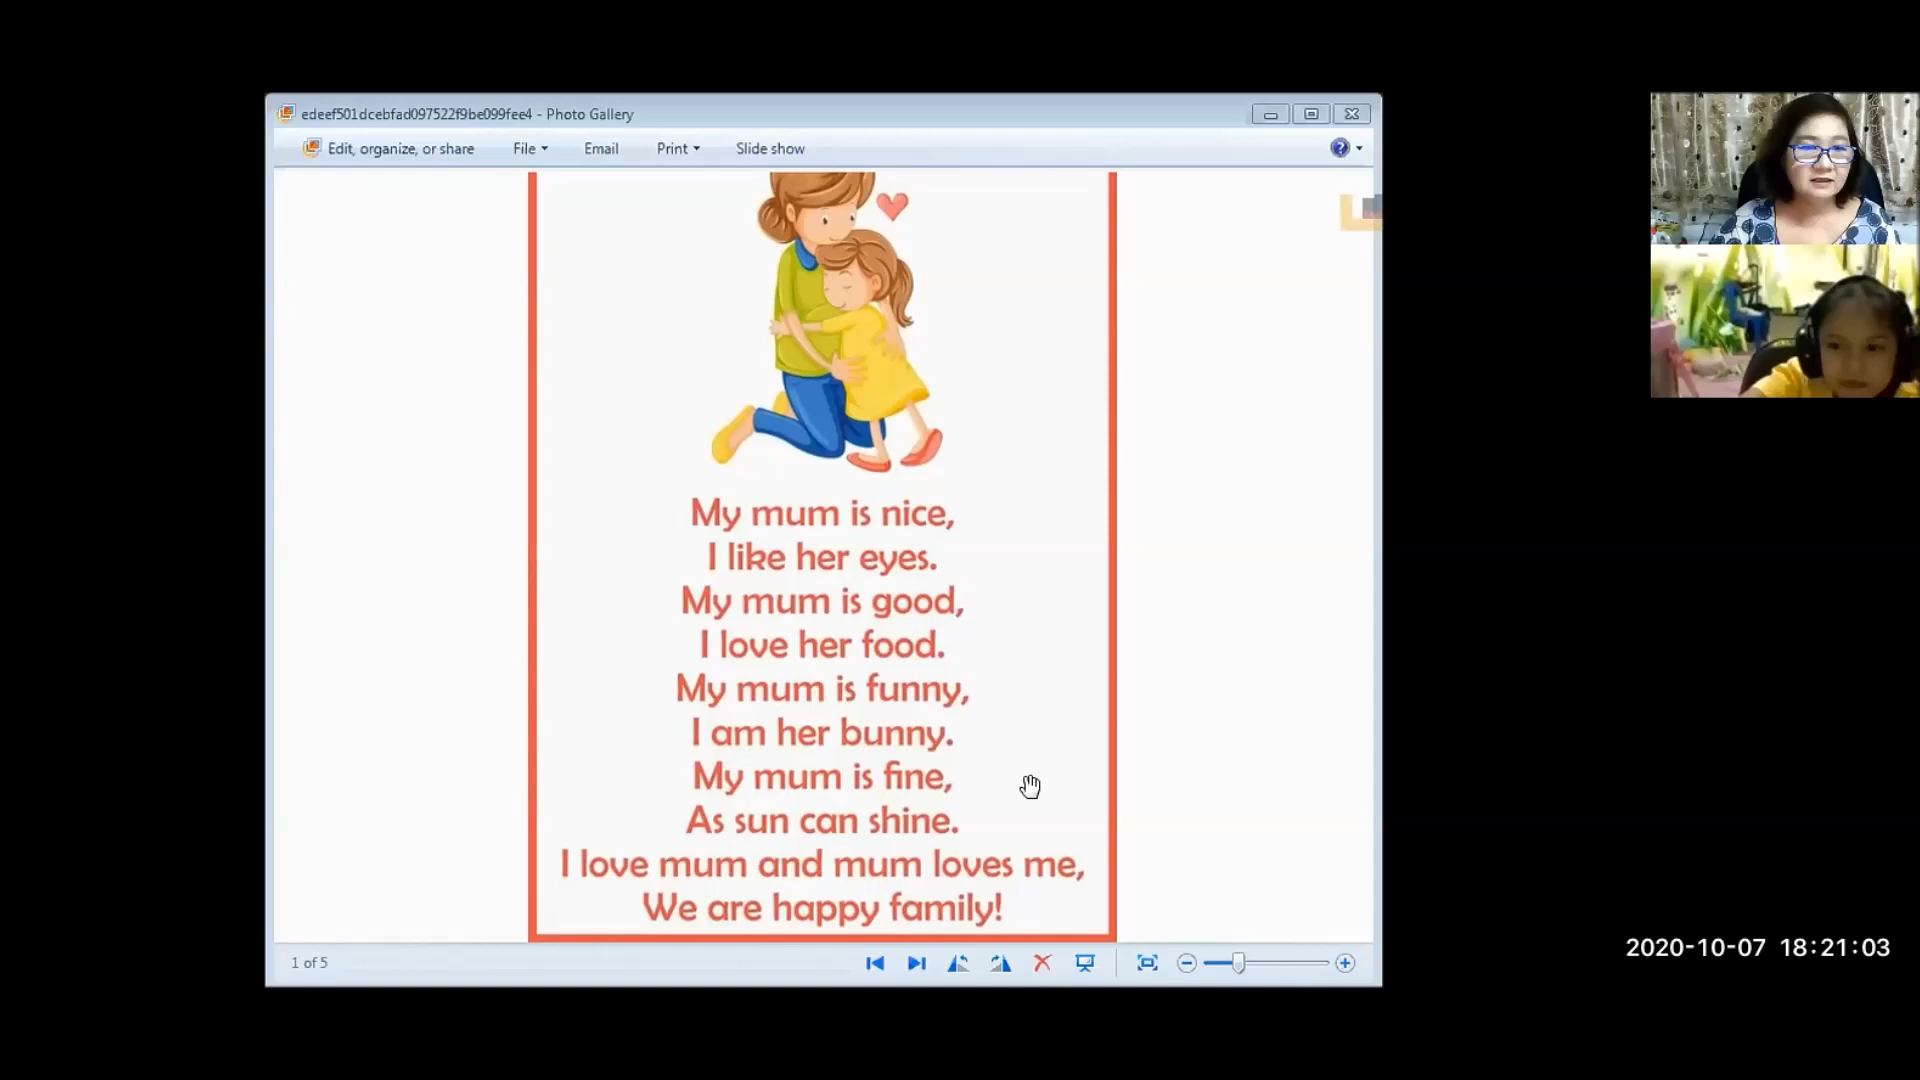 edeef501dcebfad097522f9be099fee4 - Photo Gallery
Edit, organize, or share File Email Print Slide show
My mum is nice,
I like her eyes.
My mum is good,
I love her food.
My mum is funny,
I am her bunny.
My mum is fine,
As sun can shine.
I love mum and mum loves me,
We are happy family!
1 of 5
2020-10-07 18:21:03